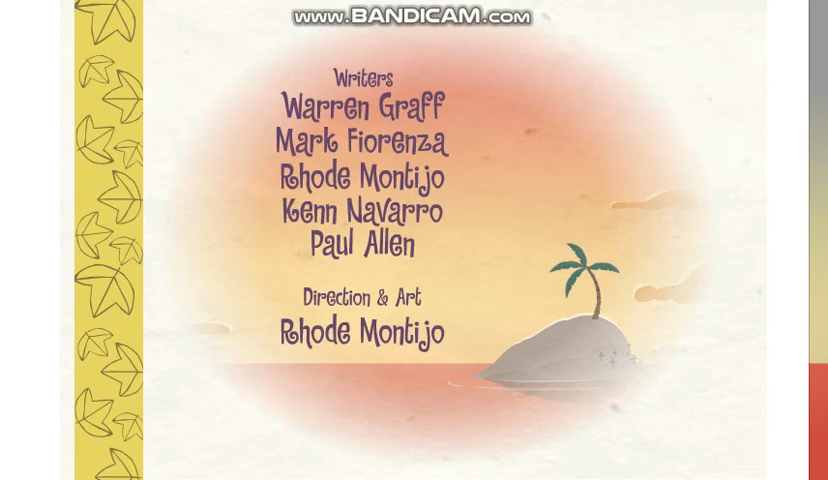 www.BANDICAM.com
Writers
Warren Graff
Mark Fiorenza
Rhode Montijo
Kenn Navarro
Paul Allen
Direction & Art
Rhode Montijo